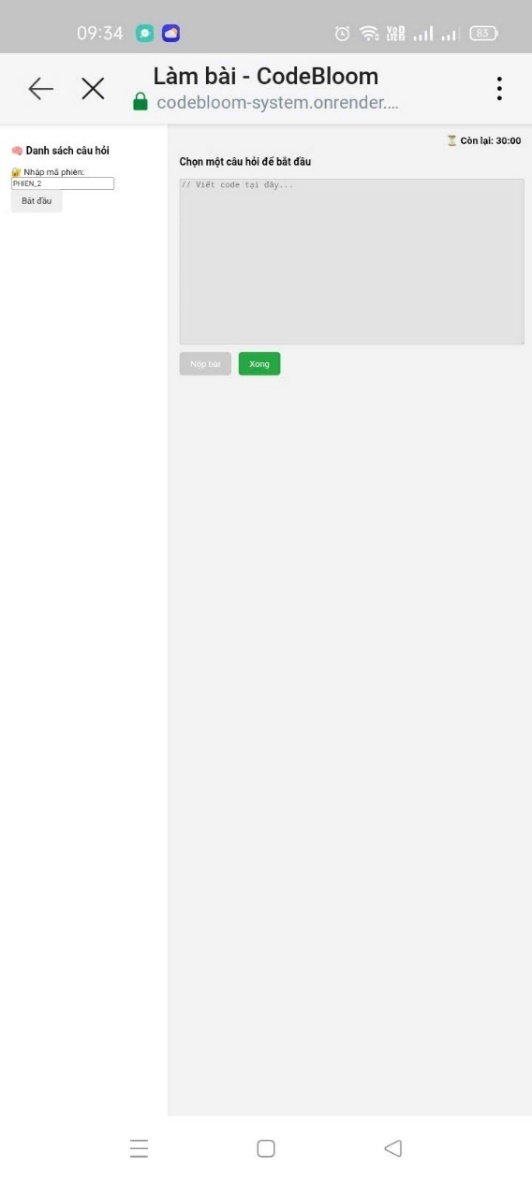 09:34
83
Làm bài - CodeBloom
codebloom-system.onrender....
🧠 Danh sách câu hỏi
🔐 Nhập mã phiên:
PHIEN_2
Bắt đầu
⏳ Còn lại: 30:00
Chọn một câu hỏi để bắt đầu
// Viết code tại đây...
Nộp bài
Xong